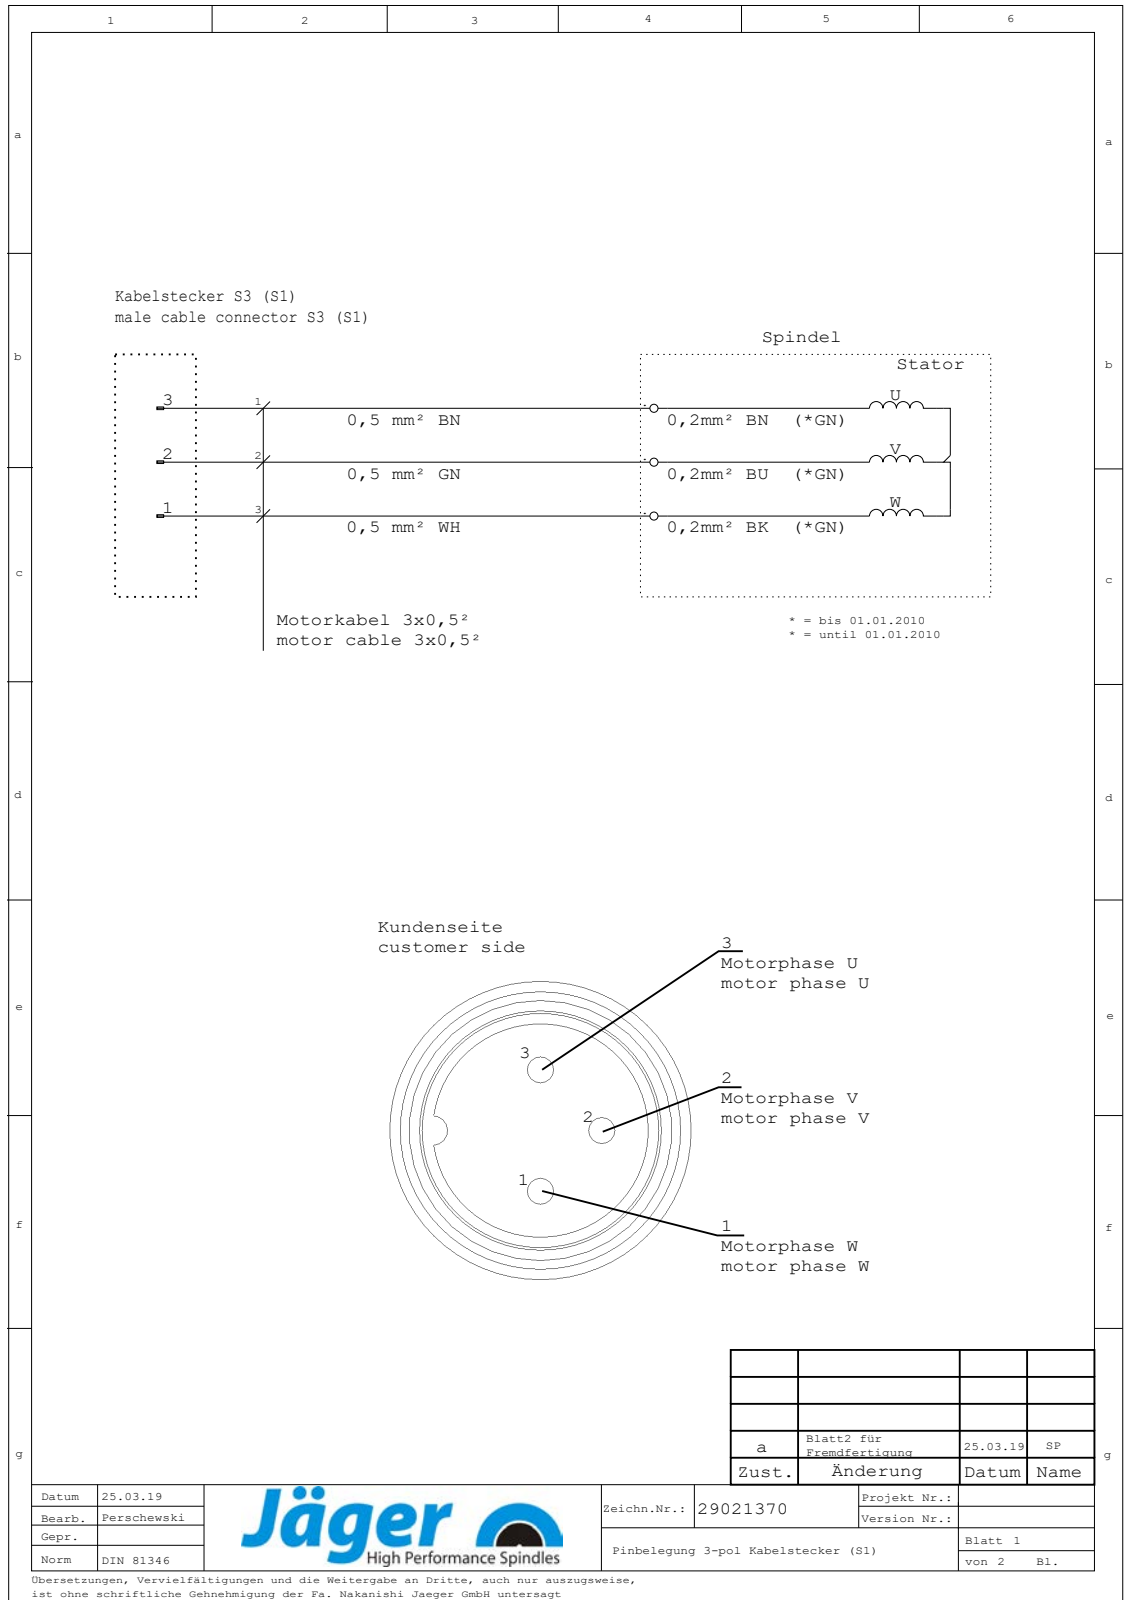 1 2 3 4 5 6
a a
Kabelstecker S3 (S1)
male cable connector S3 (S1)
Spindel
b b
Stator
3 1 U
0,5 mm² BN 0,2mm² BN (*GN)
2 2 V
0,5 mm² GN 0,2mm² BU (*GN)
1 3 W
0,5 mm² WH 0,2mm² BK (*GN)
c c
Motorkabel 3x0,5²
motor cable 3x0,5²
* = bis 01.01.2010
* = until 01.01.2010
d d
Kundenseite
customer side
3
Motorphase U
motor phase U
e e
3
2
Motorphase V
motor phase V
2
1
1
Motorphase W
motor phase W
f f
g g
a Blatt2 für
Fremdfertigung 25.03.19 SP
Zust. Änderung Datum Name
Datum 25.03.19
Bearb. Perschewski
Gepr.
Norm DIN 81346
Jäger
High Performance Spindles
Zeichn.Nr.: 29021370
Projekt Nr.:
Version Nr.:
Pinbelegung 3-pol Kabelstecker (S1)
Blatt 1
von 2 Bl.
Übersetzungen, Vervielfältigungen und die Weitergabe an Dritte, auch nur auszugsweise,
ist ohne schriftliche Gehnehmigung der Fa. Nakanishi Jaeger GmbH untersagt